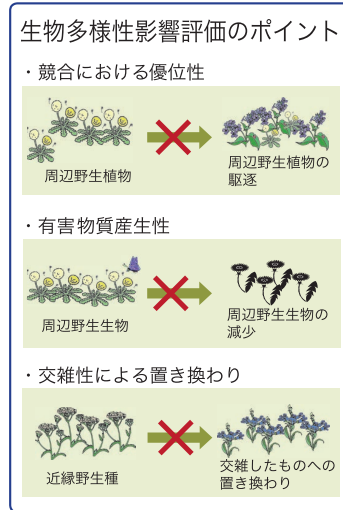 生物多様性影響評価のポイント
・競合における優位性
周辺野生植物
周辺野生植物の
駆逐
・有害物質産生性
周辺野生生物
周辺野生生物の
減少
・交雑性による置き換わり
近縁野生種
交雑したものへの
置き換わり